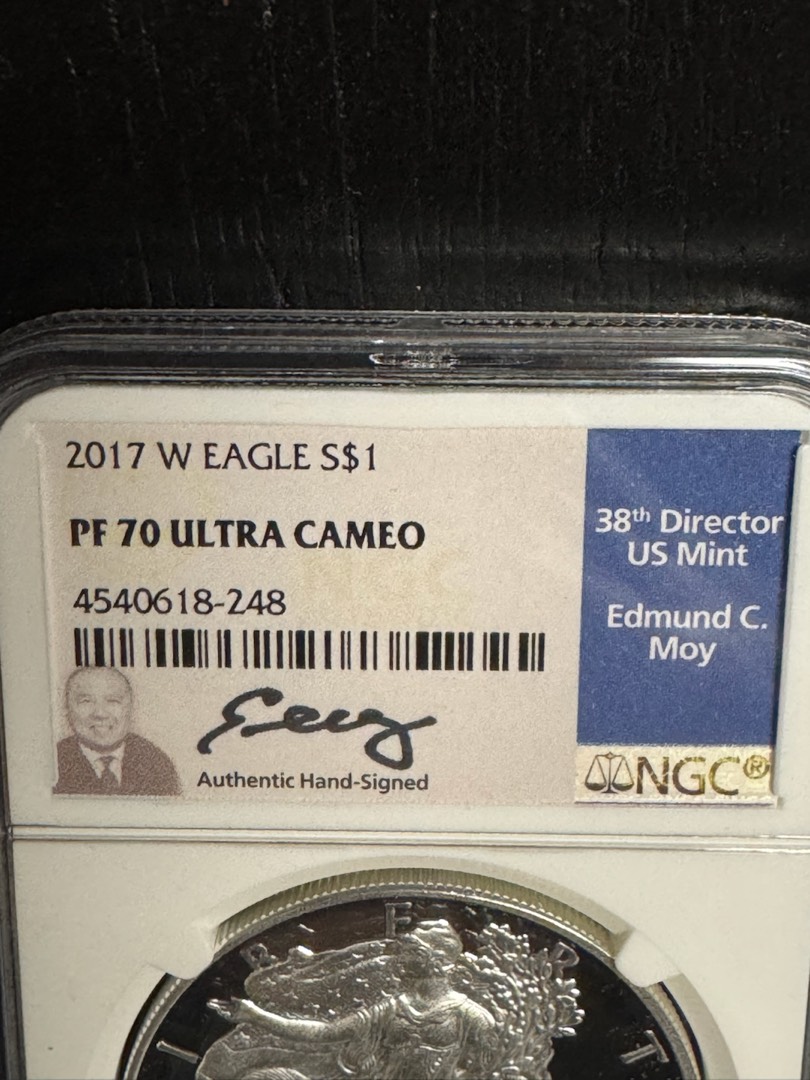 2017 W EAGLE S$1
PF 70 ULTRA CAMEO
4540618-248
Authentic Hand-Signed
38th Director
US Mint
Edmund C.
Moy
NGC®
L I B E R T